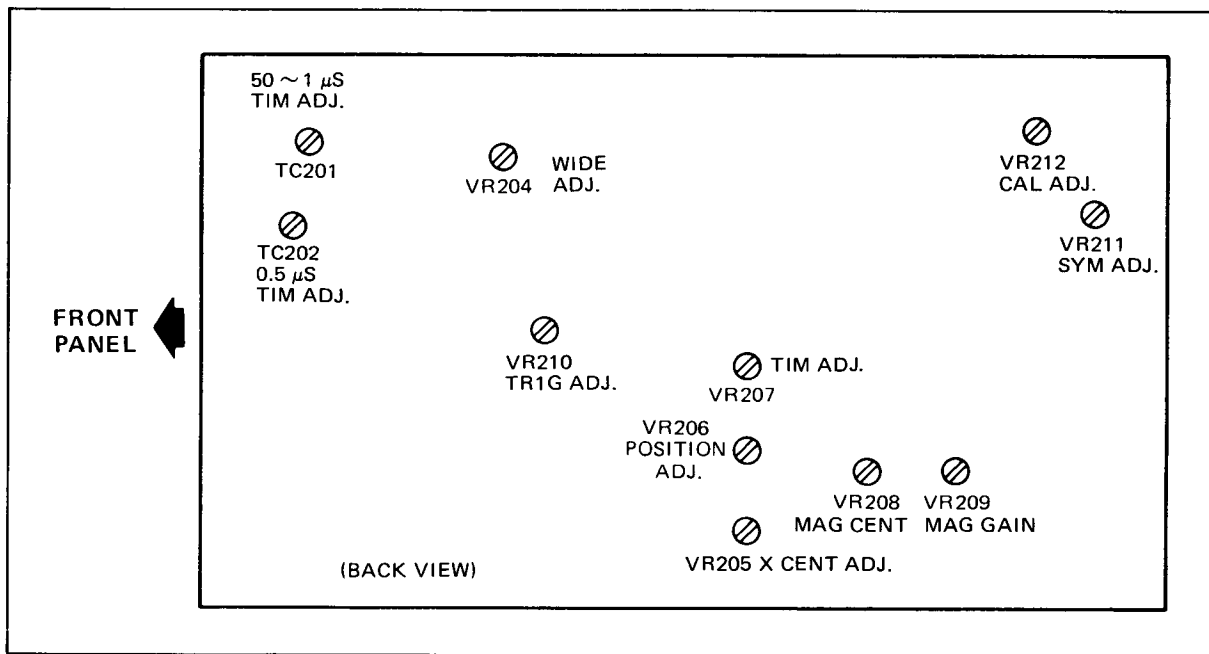 50 ~ 1 μS
TIM ADJ.
TC201
VR204
WIDE
ADJ.
VR212
CAL ADJ.
TC202
0.5 μS
TIM ADJ.
VR211
SYM ADJ.
FRONT
PANEL
VR210
TR1G ADJ.
TIM ADJ.
VR207
VR206
POSITION
ADJ.
VR208
MAG CENT
VR209
MAG GAIN
VR205 X CENT ADJ.
(BACK VIEW)